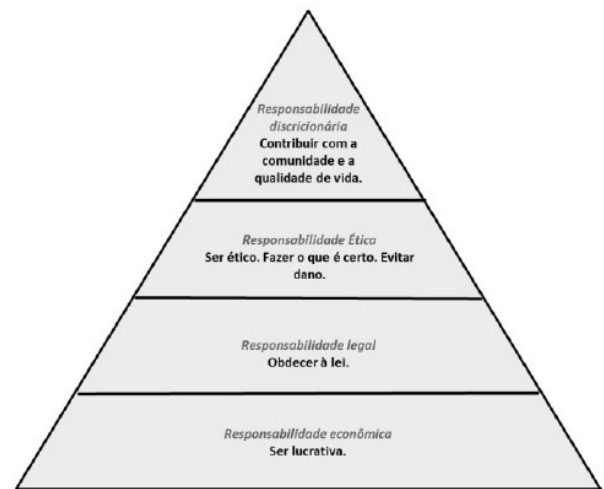 Responsabilidade
discricionária
Contribuir com a
comunidade e a
qualidade de vida.
Responsabilidade Ética
Ser ético. Fazer o que é certo. Evitar
dano.
Responsabilidade legal
Obdecer à lei.
Responsabilidade econômica
Ser lucrativa.